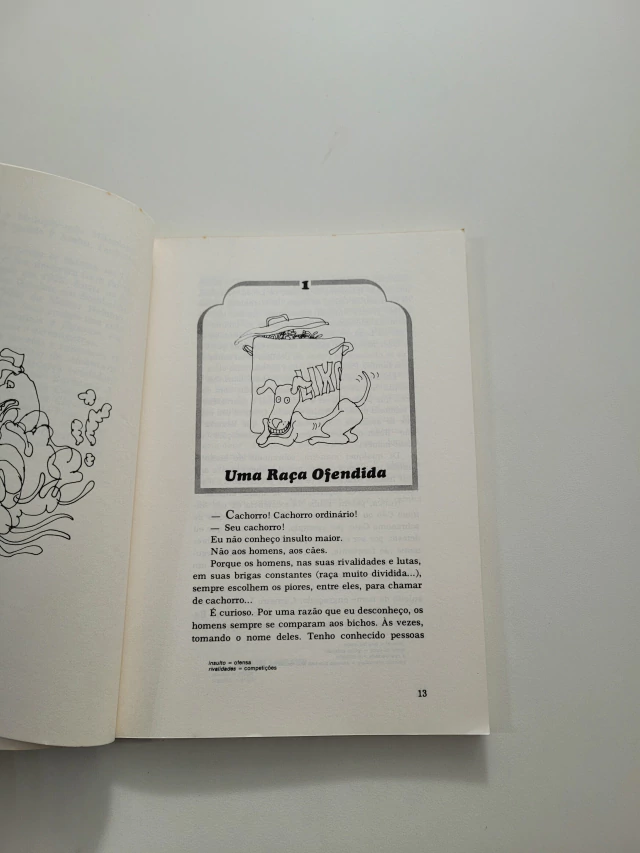 1
LIXO
Uma Raça Ofendida
— Cachorro! Cachorro ordinário!
— Seu cachorro!
Eu não conheço insulto maior.
Não aos homens, aos cães.
Porque os homens, nas suas rivalidades e lutas,
em suas brigas constantes (raça muito dividida...),
sempre escolhem os piores, entre eles, para chamar
de cachorro...
É curioso. Por uma razão que eu desconheço, os
homens sempre se comparam aos bichos. Às vezes,
tomando o nome deles. Tenho conhecido pessoas
insulto = ofensa
rivalidades = competições
13